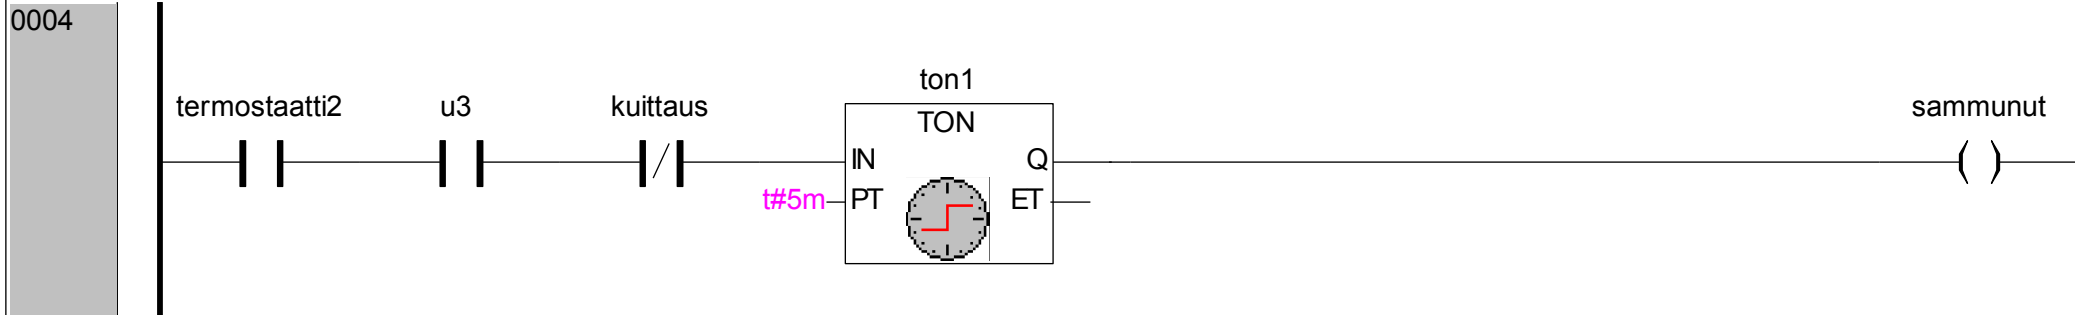 0004
ton1
termostaatti2 u3 kuittaus TON sammunut
IN Q
t#5m PT ET